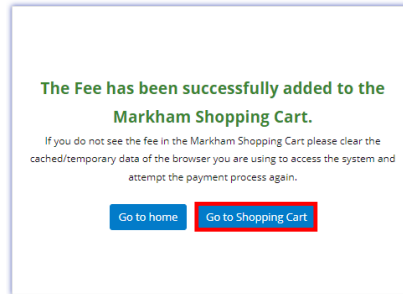 The Fee has been successfully added to the
Markham Shopping Cart.
If you do not see the fee in the Markham Shopping Cart please clear the
cached/temporary data of the browser you are using to access the system and
attempt the payment process again.
Go to home Go to Shopping Cart